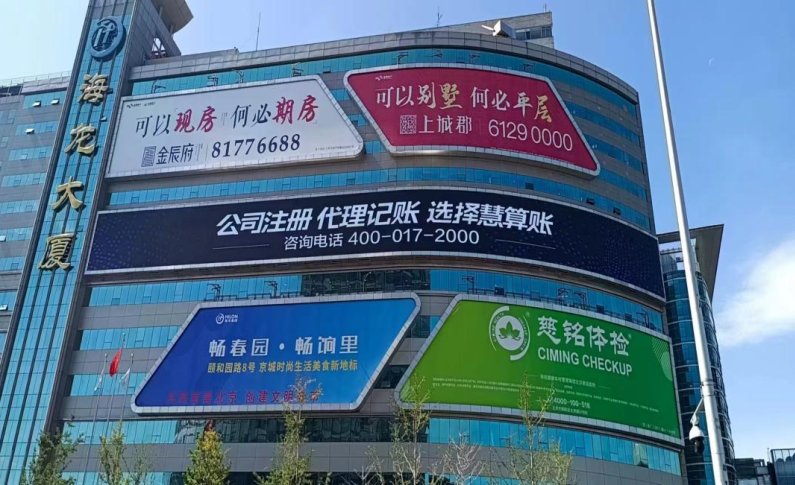 海龙大厦
可以现房 何必期房
金辰府 81776688
可以别墅 何必平层
上城郡 61290000
公司注册 代理记账 选择慧算账
咨询电话 400-017-2000
HILON
畅春园·畅饷里
颐和园路8号 京城时尚生活美食新地标
慈铭体检
CIMING CHECKUP